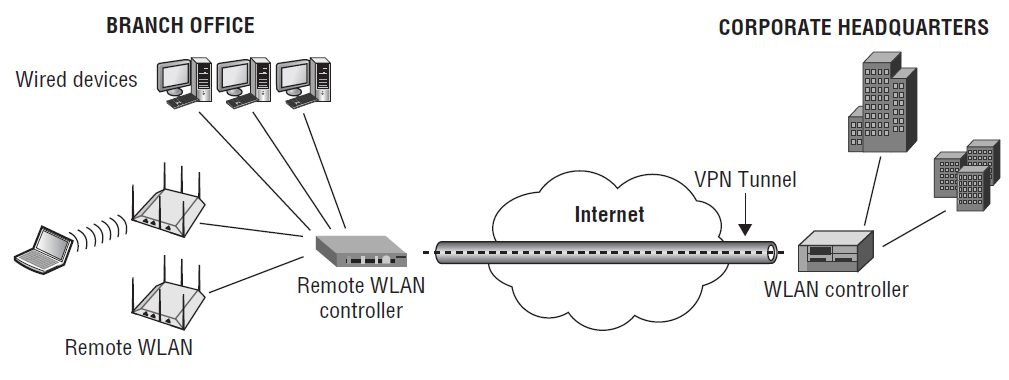 BRANCH OFFICE
CORPORATE HEADQUARTERS
Wired devices
VPN Tunnel
Internet
Remote WLAN
controller
WLAN controller
Remote WLAN